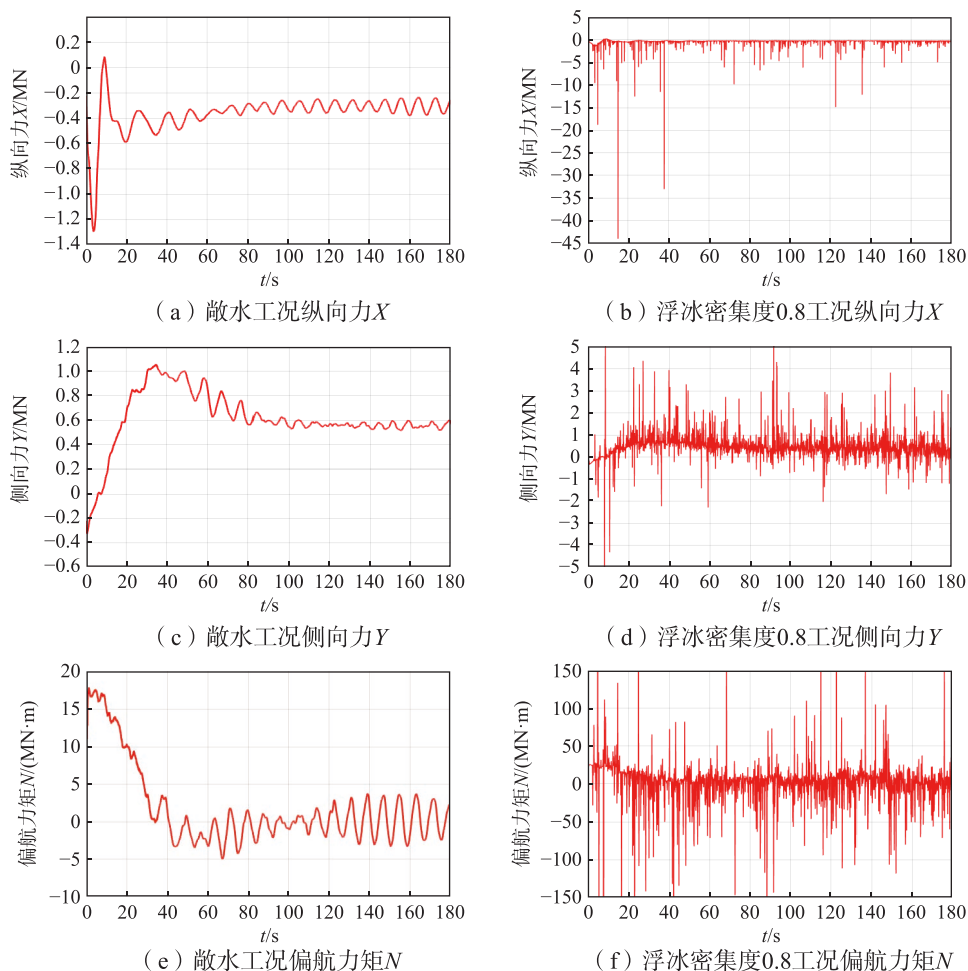 0.2
0
−0.2
−0.4
−0.6
−0.8
−1.0
−1.2
−1.4
纵向力X/MN
0 20 40 60 80 100 120 140 160 180
t/s
（a）敞水工况纵向力X
5
0
−5
−10
−15
−20
−25
−30
−35
−40
−45
纵向力X/MN
0 20 40 60 80 100 120 140 160 180
t/s
（b）浮冰密集度0.8工况纵向力X
1.2
1.0
0.8
0.6
0.4
0.2
0
−0.2
−0.4
−0.6
侧向力Y/MN
0 20 40 60 80 100 120 140 160 180
t/s
（c）敞水工况侧向力Y
5
4
3
2
1
0
−1
−2
−3
−4
−5
侧向力Y/MN
0 20 40 60 80 100 120 140 160 180
t/s
（d）浮冰密集度0.8工况侧向力Y
20
15
10
5
0
−5
−10
偏航力矩N/(MN·m)
0 20 40 60 80 100 120 140 160 180
t/s
（e）敞水工况偏航力矩N
150
100
50
0
−50
−100
−150
偏航力矩N/(MN·m)
0 20 40 60 80 100 120 140 160 180
t/s
（f）浮冰密集度0.8工况偏航力矩N